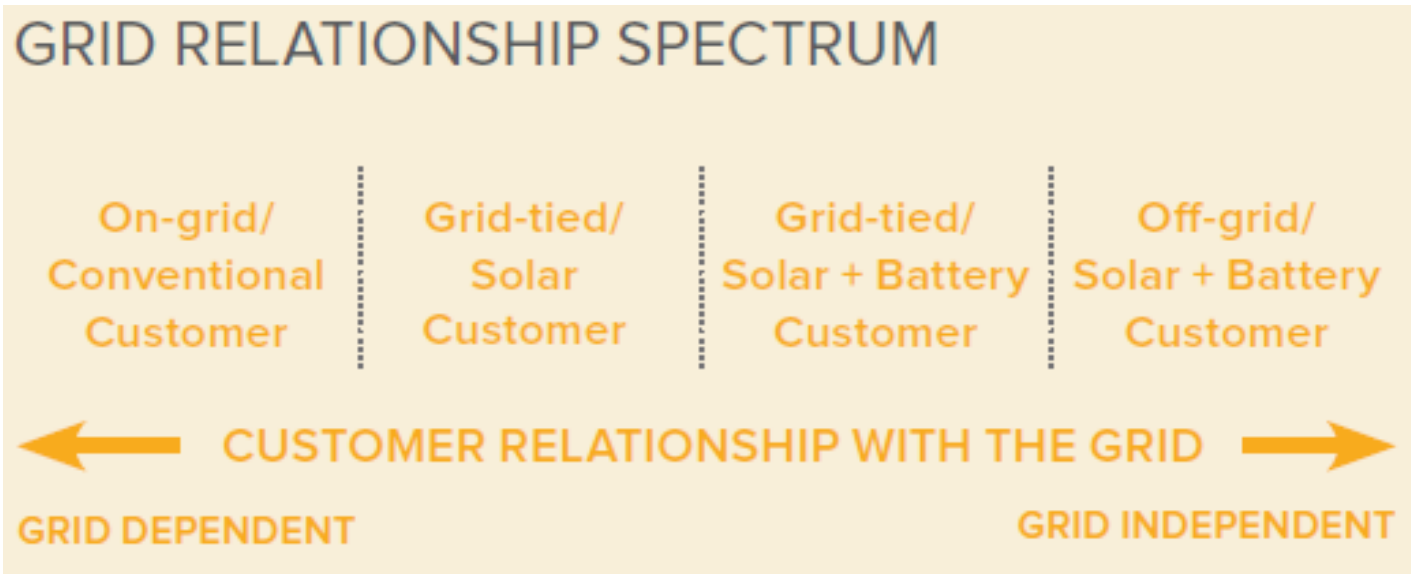 GRID RELATIONSHIP SPECTRUM
On-grid/
Conventional
Customer
Grid-tied/
Solar
Customer
Grid-tied/
Solar + Battery
Customer
Off-grid/
Solar + Battery
Customer
CUSTOMER RELATIONSHIP WITH THE GRID
GRID DEPENDENT
GRID INDEPENDENT